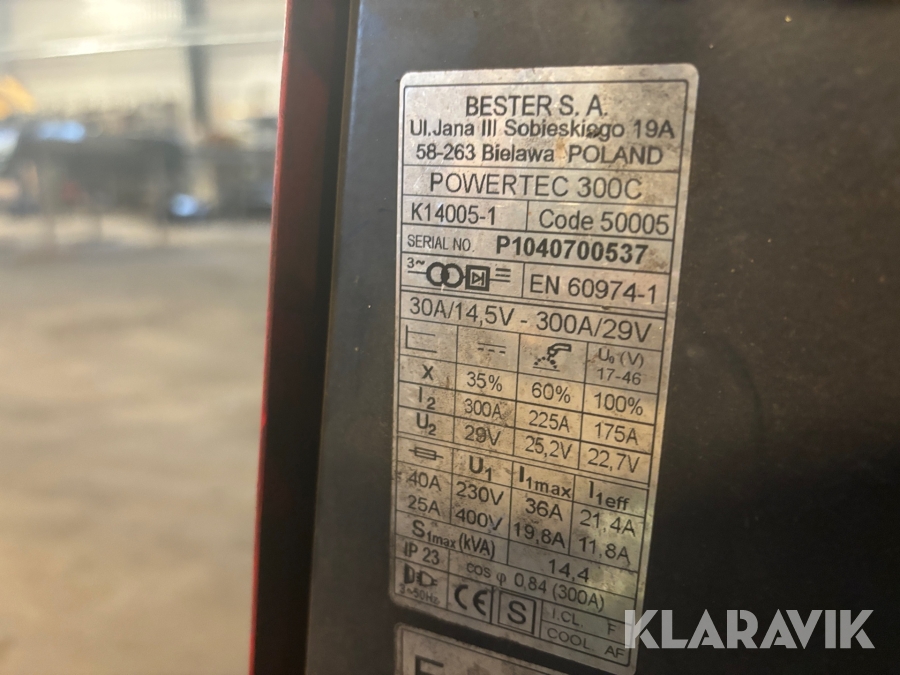 BESTER S. A.
Ul.Jana III Sobieskiego 19A
58-263 Bielawa POLAND
POWERTEC 300C
K14005-1 Code 50005
SERIAL NO. P1040700537
3~ EN 60974-1
30A/14,5V - 300A/29V
U₀ (V)
17-46
X 35% 60% 100%
I₂ 300A 225A 175A
U₂ 29V 25,2V 22,7V
U₁ I₁max I₁eff
40A 230V 36A 21,4A
25A 400V 19,8A 11,8A
S₁max (kVA) 14,4
IP 23 cos φ 0,84 (300A)
3~50Hz CE S I.CL. F
COOL AF
KLARAVIK